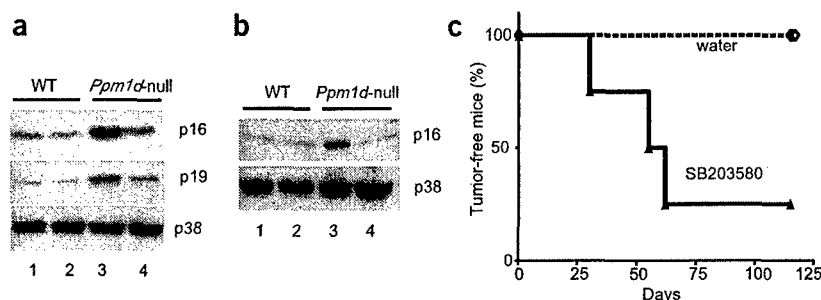 a
WT Ppm1d-null
p16
p19
p38
1 2 3 4
b
WT Ppm1d-null
p16
p38
1 2 3 4
c
Tumor-free mice (%)
100
50
0
water
SB203580
0 25 50 75 100 125
Days